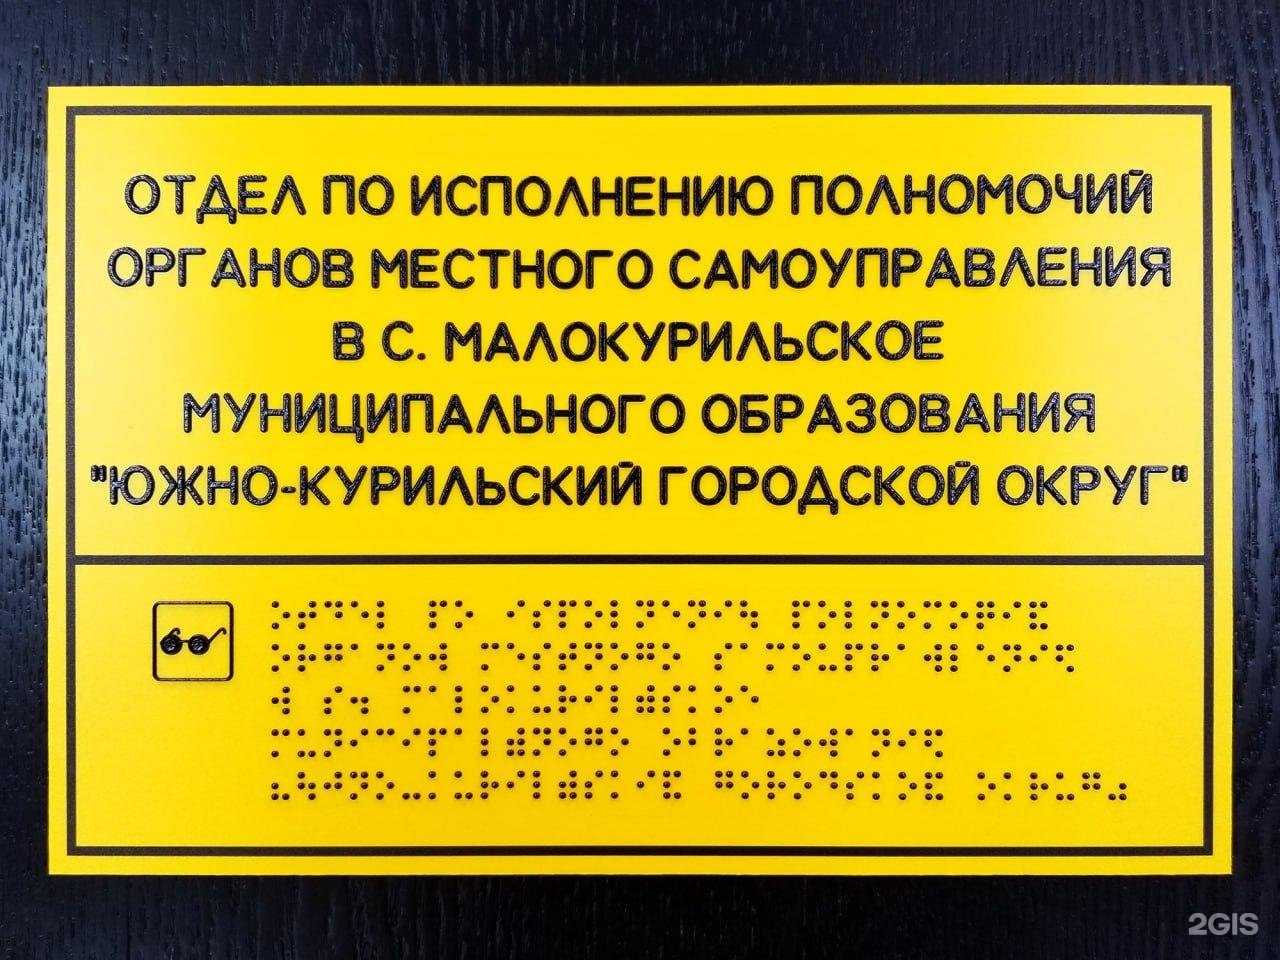 ОТДЕЛ ПО ИСПОЛНЕНИЮ ПОЛНОМОЧИЙ
ОРГАНОВ МЕСТНОГО САМОУПРАВЛЕНИЯ
В С. МАЛОКУРИЛЬСКОЕ
МУНИЦИПАЛЬНОГО ОБРАЗОВАНИЯ
"ЮЖНО-КУРИЛЬСКИЙ ГОРОДСКОЙ ОКРУГ"
2GIS